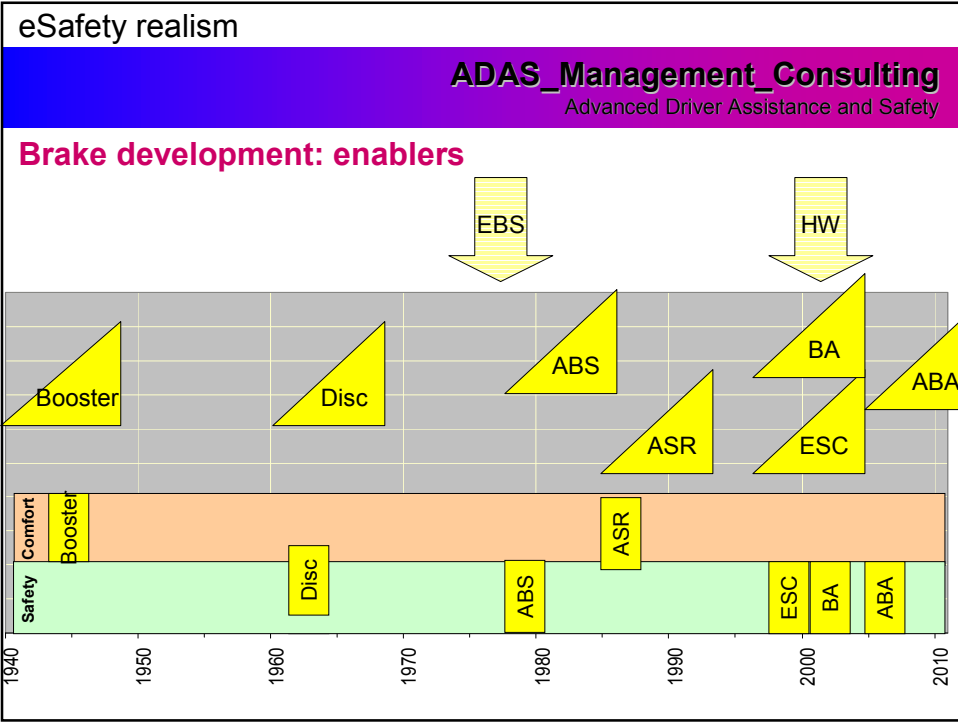 eSafety realism
ADAS_Management_Consulting
Advanced Driver Assistance and Safety
Brake development: enablers
EBS
HW
Booster
Disc
ABS
ASR
BA
ESC
ABA
Comfort
Booster
ASR
Safety
Disc
ABS
ESC
BA
ABA
1940
1950
1960
1970
1980
1990
2000
2010